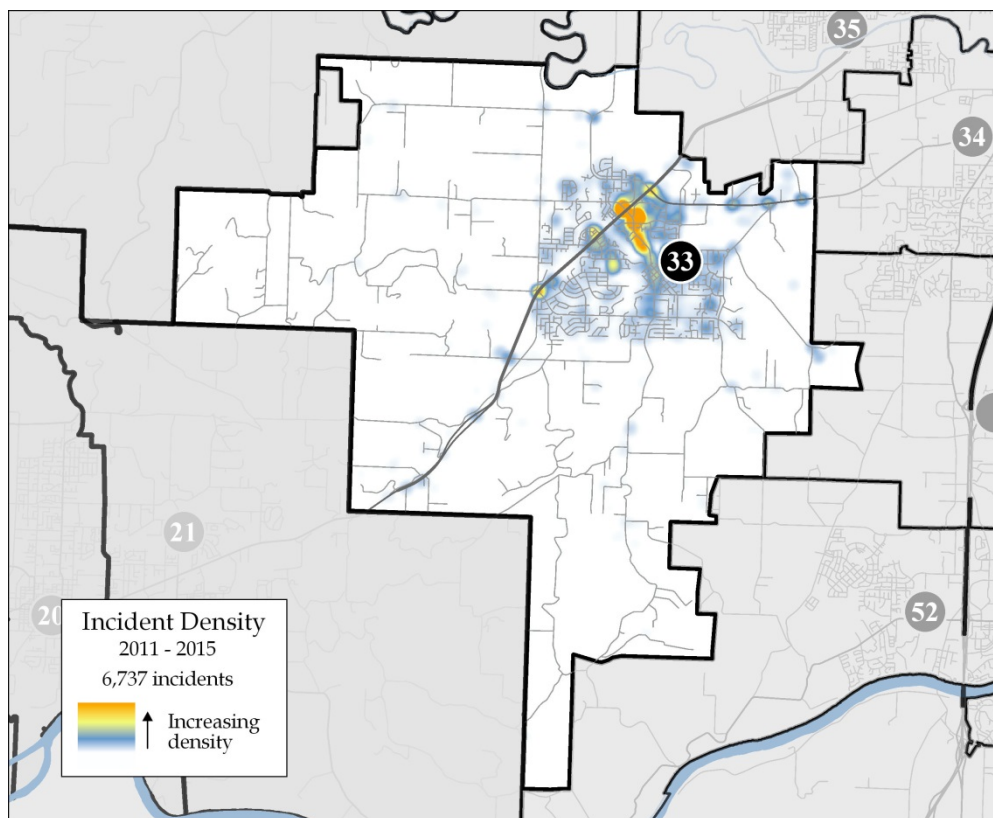 35
34
33
21
20
52
Incident Density
2011 - 2015
6,737 incidents
Increasing
density